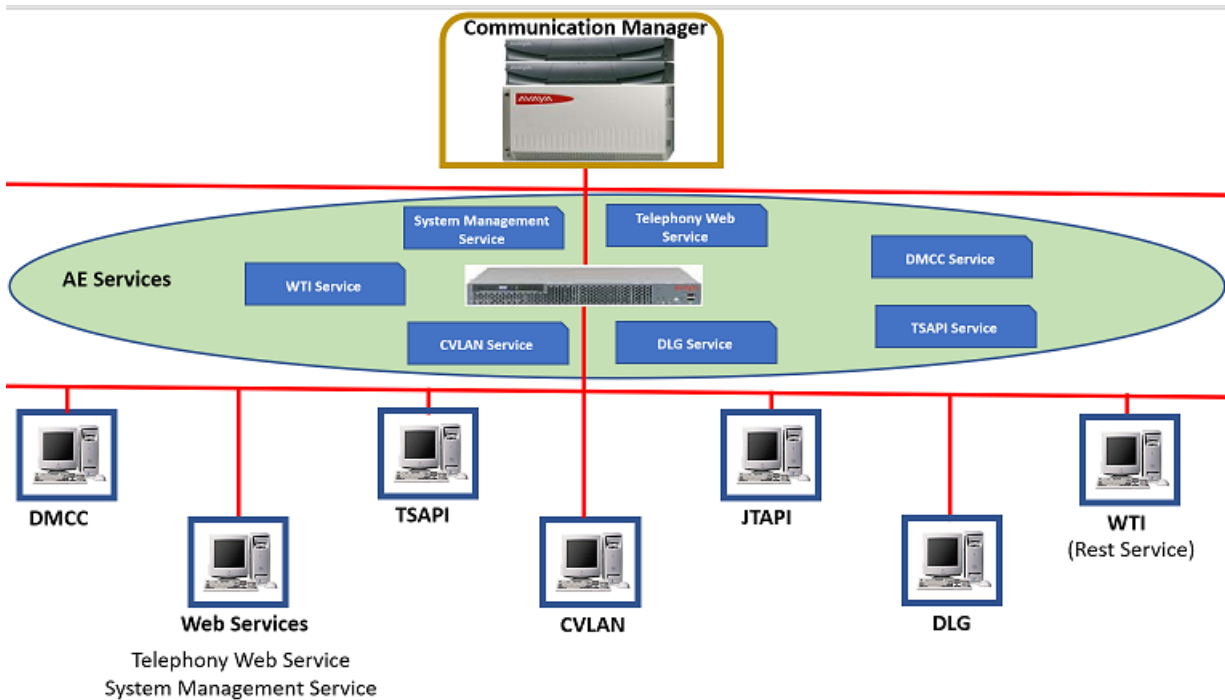 Communication Manager
AVAYA
System Management
Service
Telephony Web
Service
DMCC Service
AE Services
WTI Service
CVLAN Service
DLG Service
TSAPI Service
DMCC
TSAPI
JTAPI
WTI
(Rest Service)
Web Services
Telephony Web Service
System Management Service
CVLAN
DLG